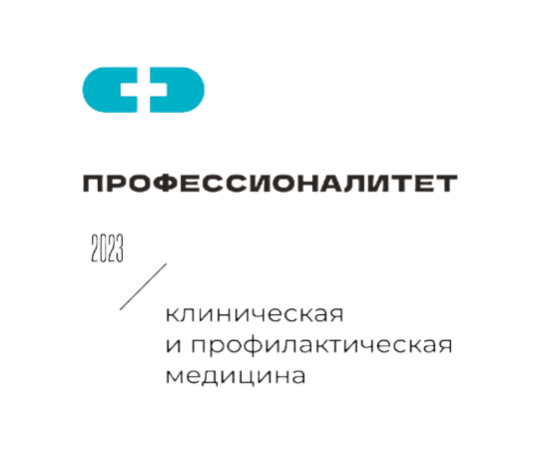 ПРОФЕССИОНАЛИТЕТ
2023
клиническая
и профилактическая
медицина